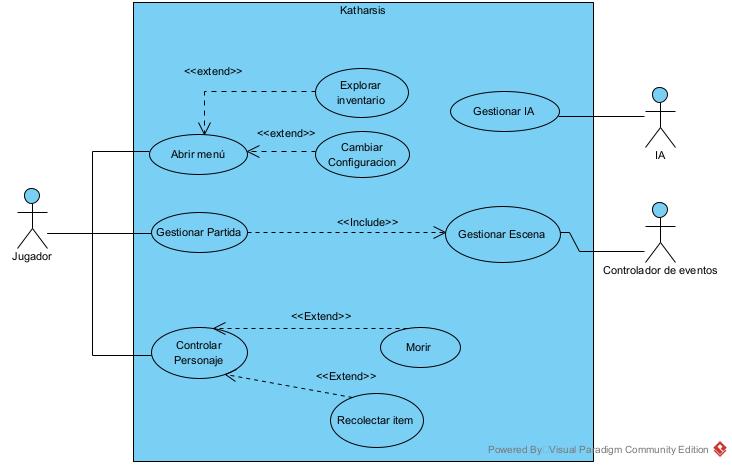 Katharsis
<<extend>>
Explorar
inventario
Gestionar IA
<<extend>>
Abrir menú
Cambiar
Configuracion
IA
<<Include>>
Gestionar Partida
Gestionar Escena
Jugador
Controlador de eventos
<<Extend>>
Controlar
Personaje
Morir
<<Extend>>
Recolectar item
Powered By Visual Paradigm Community Edition